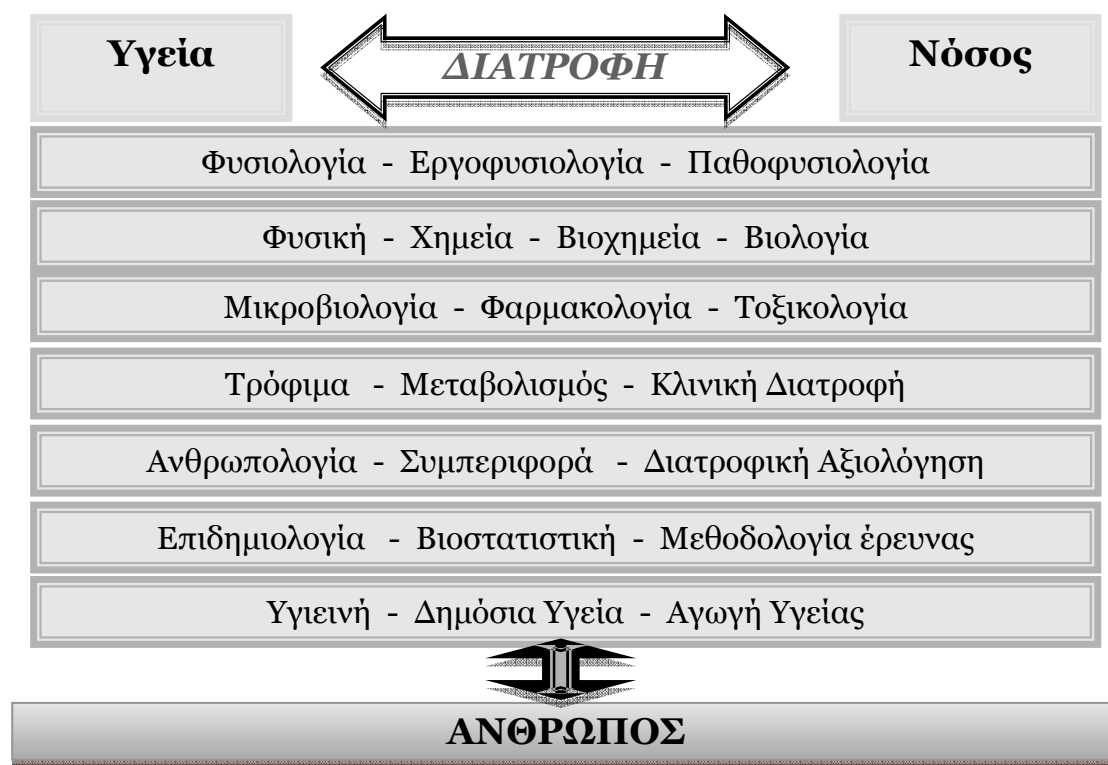 Υγεία ΔΙΑΤΡΟΦΗ Νόσος
Φυσιολογία - Εργοφυσιολογία - Παθοφυσιολογία
Φυσική - Χημεία - Βιοχημεία - Βιολογία
Μικροβιολογία - Φαρμακολογία - Τοξικολογία
Τρόφιμα - Μεταβολισμός - Κλινική Διατροφή
Ανθρωπολογία - Συμπεριφορά - Διατροφική Αξιολόγηση
Επιδημιολογία - Βιοστατιστική - Μεθοδολογία έρευνας
Υγιεινή - Δημόσια Υγεία - Αγωγή Υγείας
ΑΝΘΡΩΠΟΣ